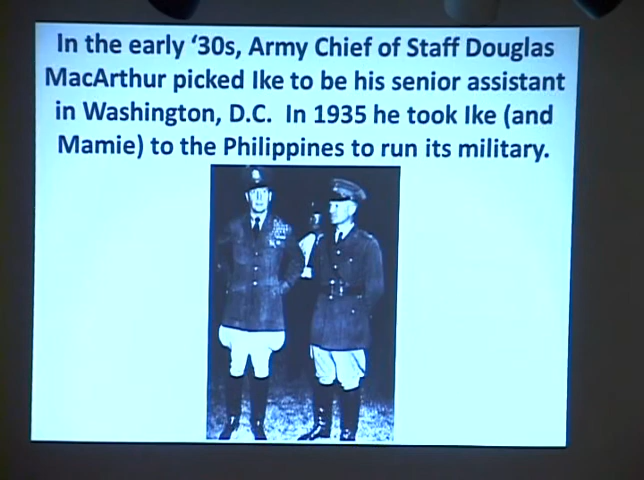 In the early ‘30s, Army Chief of Staff Douglas
MacArthur picked Ike to be his senior assistant
in Washington, D.C.  In 1935 he took Ike (and
Mamie) to the Philippines to run its military.